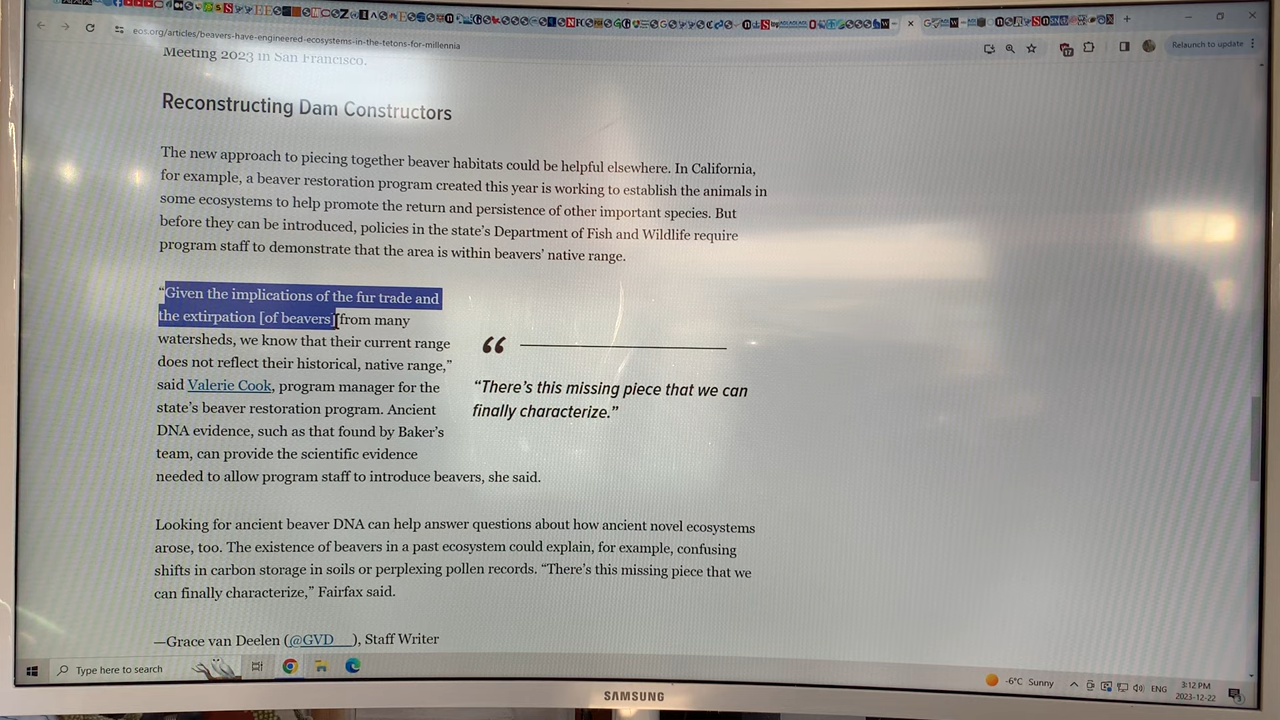 eos.org/articles/beavers-have-engineered-ecosystems-in-the-tetons-for-millennia
Relaunch to update
Meeting 2023 in San Francisco.
Reconstructing Dam Constructors
The new approach to piecing together beaver habitats could be helpful elsewhere. In California,
for example, a beaver restoration program created this year is working to establish the animals in
some ecosystems to help promote the return and persistence of other important species. But
before they can be introduced, policies in the state's Department of Fish and Wildlife require
program staff to demonstrate that the area is within beavers' native range.
“Given the implications of the fur trade and
the extirpation [of beavers] from many
watersheds, we know that their current range
does not reflect their historical, native range,”
said Valerie Cook, program manager for the
state's beaver restoration program. Ancient
DNA evidence, such as that found by Baker's
team, can provide the scientific evidence
needed to allow program staff to introduce beavers, she said.
“
“There's this missing piece that we can
finally characterize.”
Looking for ancient beaver DNA can help answer questions about how ancient novel ecosystems
arose, too. The existence of beavers in a past ecosystem could explain, for example, confusing
shifts in carbon storage in soils or perplexing pollen records. “There's this missing piece that we
can finally characterize,” Fairfax said.
—Grace van Deelen (@GVD__), Staff Writer
Type here to search
-6°C Sunny
ENG
3:12 PM
2023-12-22
SAMSUNG